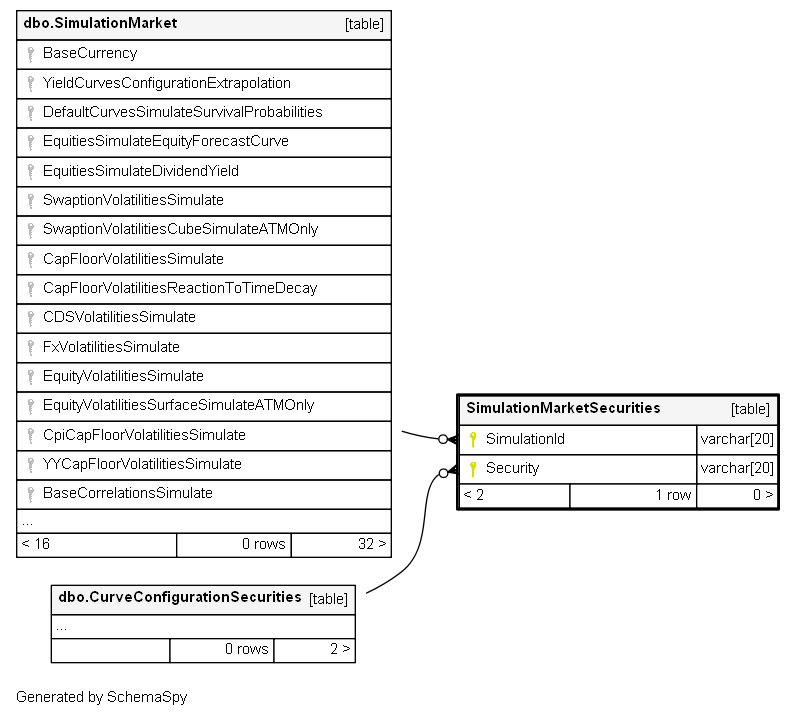 dbo.SimulationMarket [table]
BaseCurrency
YieldCurvesConfigurationExtrapolation
DefaultCurvesSimulateSurvivalProbabilities
EquitiesSimulateEquityForecastCurve
EquitiesSimulateDividendYield
SwaptionVolatilitiesSimulate
SwaptionVolatilitiesCubeSimulateATMOnly
CapFloorVolatilitiesSimulate
CapFloorVolatilitiesReactionToTimeDecay
CDSVolatilitiesSimulate
FxVolatilitiesSimulate
EquityVolatilitiesSimulate
EquityVolatilitiesSurfaceSimulateATMOnly
CpiCapFloorVolatilitiesSimulate
YYCapFloorVolatilitiesSimulate
BaseCorrelationsSimulate
...
< 16 0 rows 32 >
SimulationMarketSecurities [table]
SimulationId varchar[20]
Security varchar[20]
< 2 1 row 0 >
dbo.CurveConfigurationSecurities [table]
...
0 rows 2 >
Generated by SchemaSpy